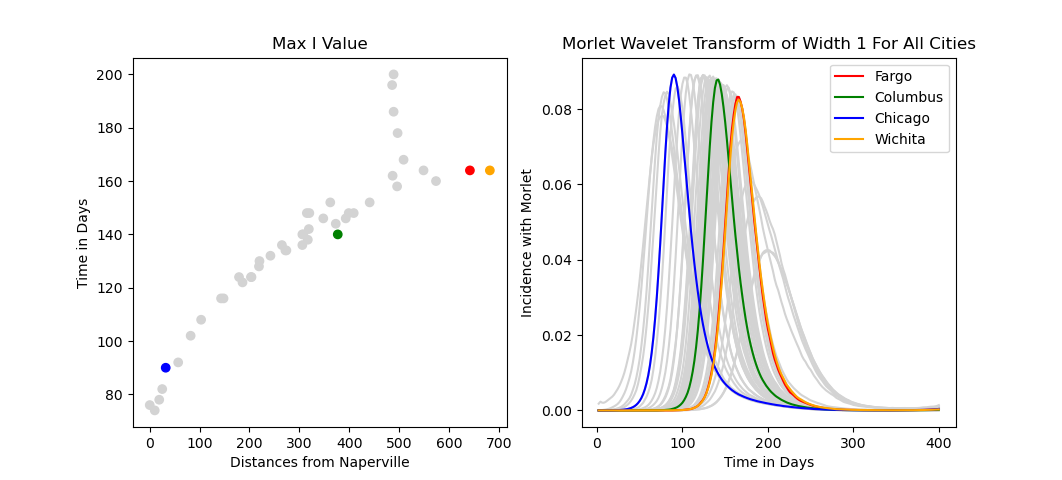 Max I Value
Time in Days
200
180
160
140
120
100
80
0 100 200 300 400 500 600 700
Distances from Naperville
Morlet Wavelet Transform of Width 1 For All Cities
Incidence with Morlet
0.08
0.06
0.04
0.02
0.00
0 100 200 300 400
Time in Days
Fargo
Columbus
Chicago
Wichita